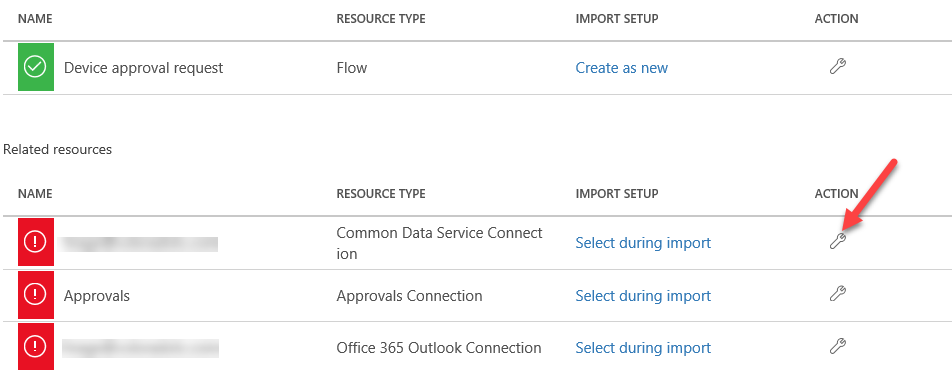 NAME RESOURCE TYPE IMPORT SETUP ACTION
Device approval request Flow Create as new
Related resources
NAME RESOURCE TYPE IMPORT SETUP ACTION
Common Data Service Connect
ion
Select during import
Approvals Approvals Connection Select during import
Office 365 Outlook Connection Select during import